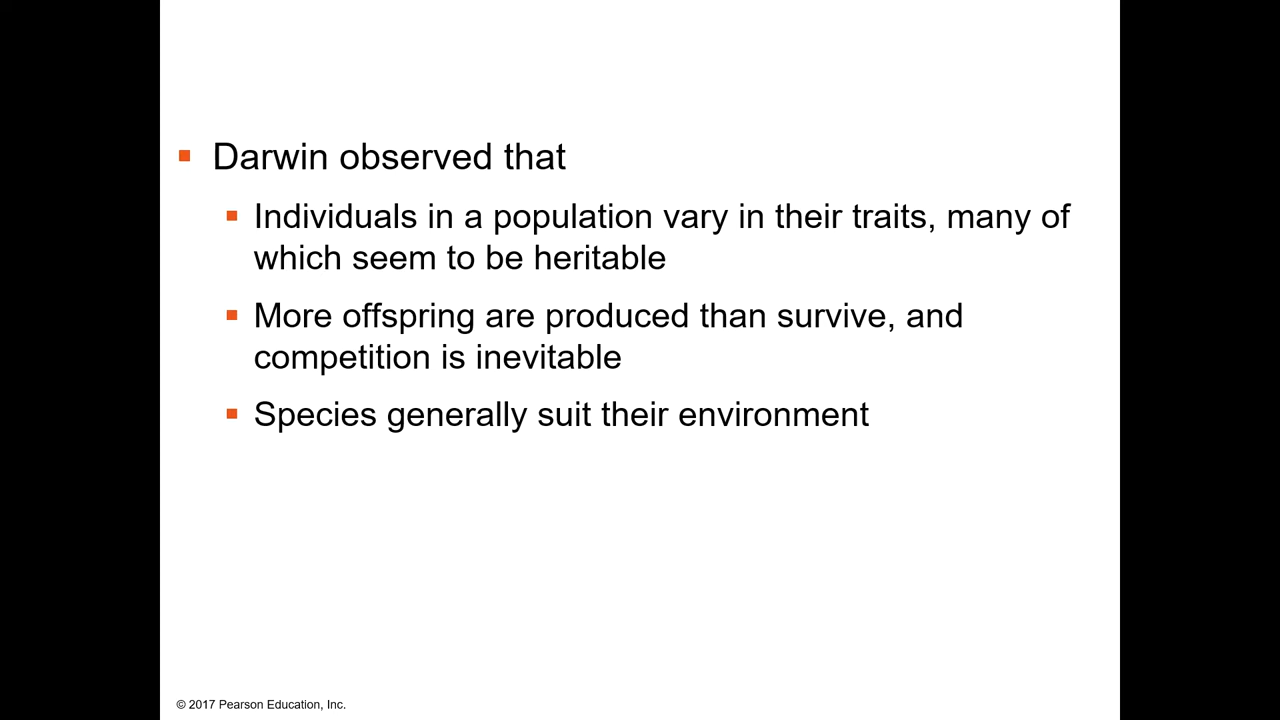 Darwin observed that
Individuals in a population vary in their traits, many of
which seem to be heritable
More offspring are produced than survive, and
competition is inevitable
Species generally suit their environment
© 2017 Pearson Education, Inc.